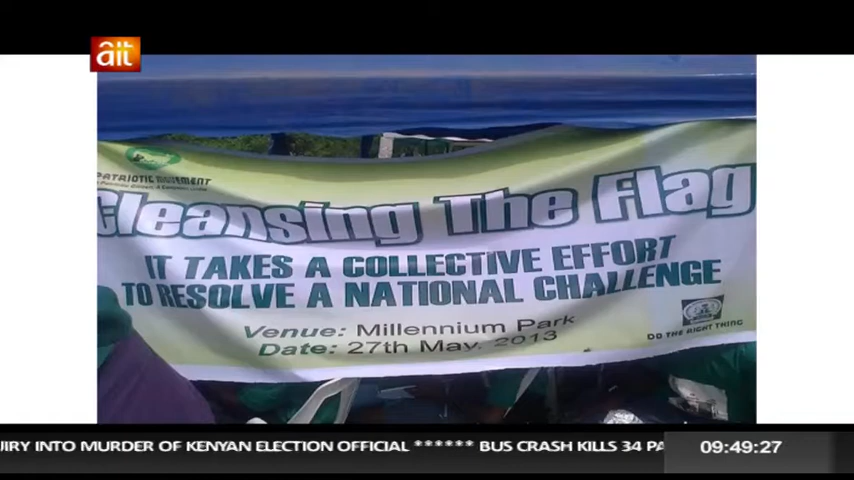 ait
PATRIOTIC MOVEMENT
Cleansing The Flag
IT TAKES A COLLECTIVE EFFORT
TO RESOLVE A NATIONAL CHALLENGE
Venue: Millennium Park
Date: 27th May. 2013
DO THE RIGHT THING
UIRY INTO MURDER OF KENYAN ELECTION OFFICIAL ****** BUS CRASH KILLS 34 PA
09:49:27